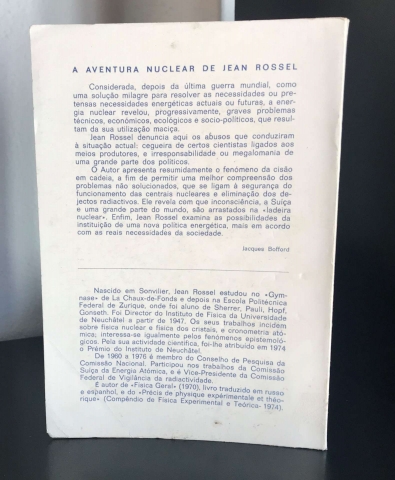 A AVENTURA NUCLEAR DE JEAN ROSSEL
Considerada, depois da última guerra mundial, como
uma solução milagre para resolver as necessidades ou pre-
tensas necessidades energéticas actuais ou futuras, a ener-
gia nuclear revelou, progressivamente, graves problemas
técnicos, económicos, ecológicos e socio-políticos, que resul-
tam da sua utilização maciça.
Jean Rossel denuncia aqui os abusos que conduziram
à situação actual: cegueira de certos cientistas ligados aos
meios produtores, e irresponsabilidade ou megalomania de
uma grande parte dos políticos.
O Autor apresenta resumidamente o fenómeno da cisão
em cadeia, a fim de permitir uma melhor compreensão dos
problemas não solucionados, que se ligam à segurança do
funcionamento das centrais nucleares e eliminação dos de-
jectos radiactivos. Ele revela com que inconsciência, a Suíça
e uma grande parte do mundo, são arrastados na «ladeira
nuclear». Enfim, Jean Rossel examina as possibilidades da
instituição de uma nova política energética, mais em acordo
com as reais necessidades da sociedade.
Jacques Bofford
Nascido em Sonvilier, Jean Rossel estudou no «Gym-
nase» de La Chaux-de-Fonds e depois na Escola Politécnica
Federal de Zurique, onde foi aluno de Sherrer, Pauli, Hopf,
Gonseth. Foi Director do Instituto de Física da Universidade
de Neuchâtel a partir de 1947. Os seus trabalhos incidem
sobre física nuclear e física dos cristais, e cronometria ató-
mica; interessa-se igualmente pelos fenómenos epistemoló-
gicos. Pela sua actividade científica, foi-lhe atribuído em 1974
o Prémio do Instituto de Neuchâtel.
De 1960 a 1976 é membro do Conselho de Pesquisa da
Comissão Nacional. Participou nos trabalhos da Comissão
Suíça da Energia Atómica, e é Vice-Presidente da Comissão
Federal de Vigilância da radiactividade.
É autor de «Física Geral» (1970), livro traduzido em russo
e espanhol, e do «Précis de physique expérimentale et théo-
rique» (Compêndio de Física Experimental e Teórica- 1974).